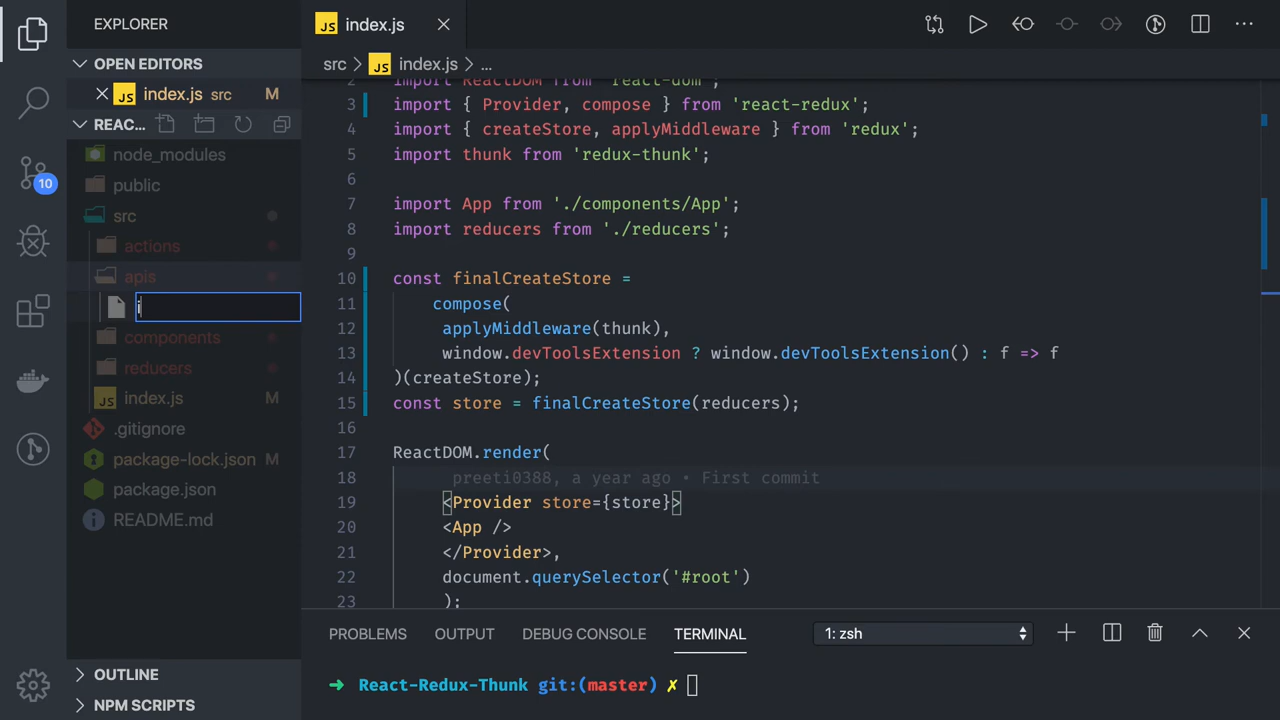 EXPLORER
OPEN EDITORS
JS index.js src M
REAC...
node_modules
public
src
actions
apis
i
components
reducers
JS index.js M
.gitignore
package-lock.json M
package.json
README.md
OUTLINE
NPM SCRIPTS
10
JS index.js
src > JS index.js > ...
2 import ReactDOM from 'react-dom';
3 import { Provider, compose } from 'react-redux';
4 import { createStore, applyMiddleware } from 'redux';
5 import thunk from 'redux-thunk';
6
7 import App from './components/App';
8 import reducers from './reducers';
9
10 const finalCreateStore =
11 compose(
12 applyMiddleware(thunk),
13 window.devToolsExtension ? window.devToolsExtension() : f => f
14 )(createStore);
15 const store = finalCreateStore(reducers);
16
17 ReactDOM.render(
18 preeti0388, a year ago • First commit
19 <Provider store={store}>
20 <App />
21 </Provider>,
22 document.querySelector('#root')
23 );
PROBLEMS OUTPUT DEBUG CONSOLE TERMINAL 1: zsh
➜ React-Redux-Thunk git:(master) ✗